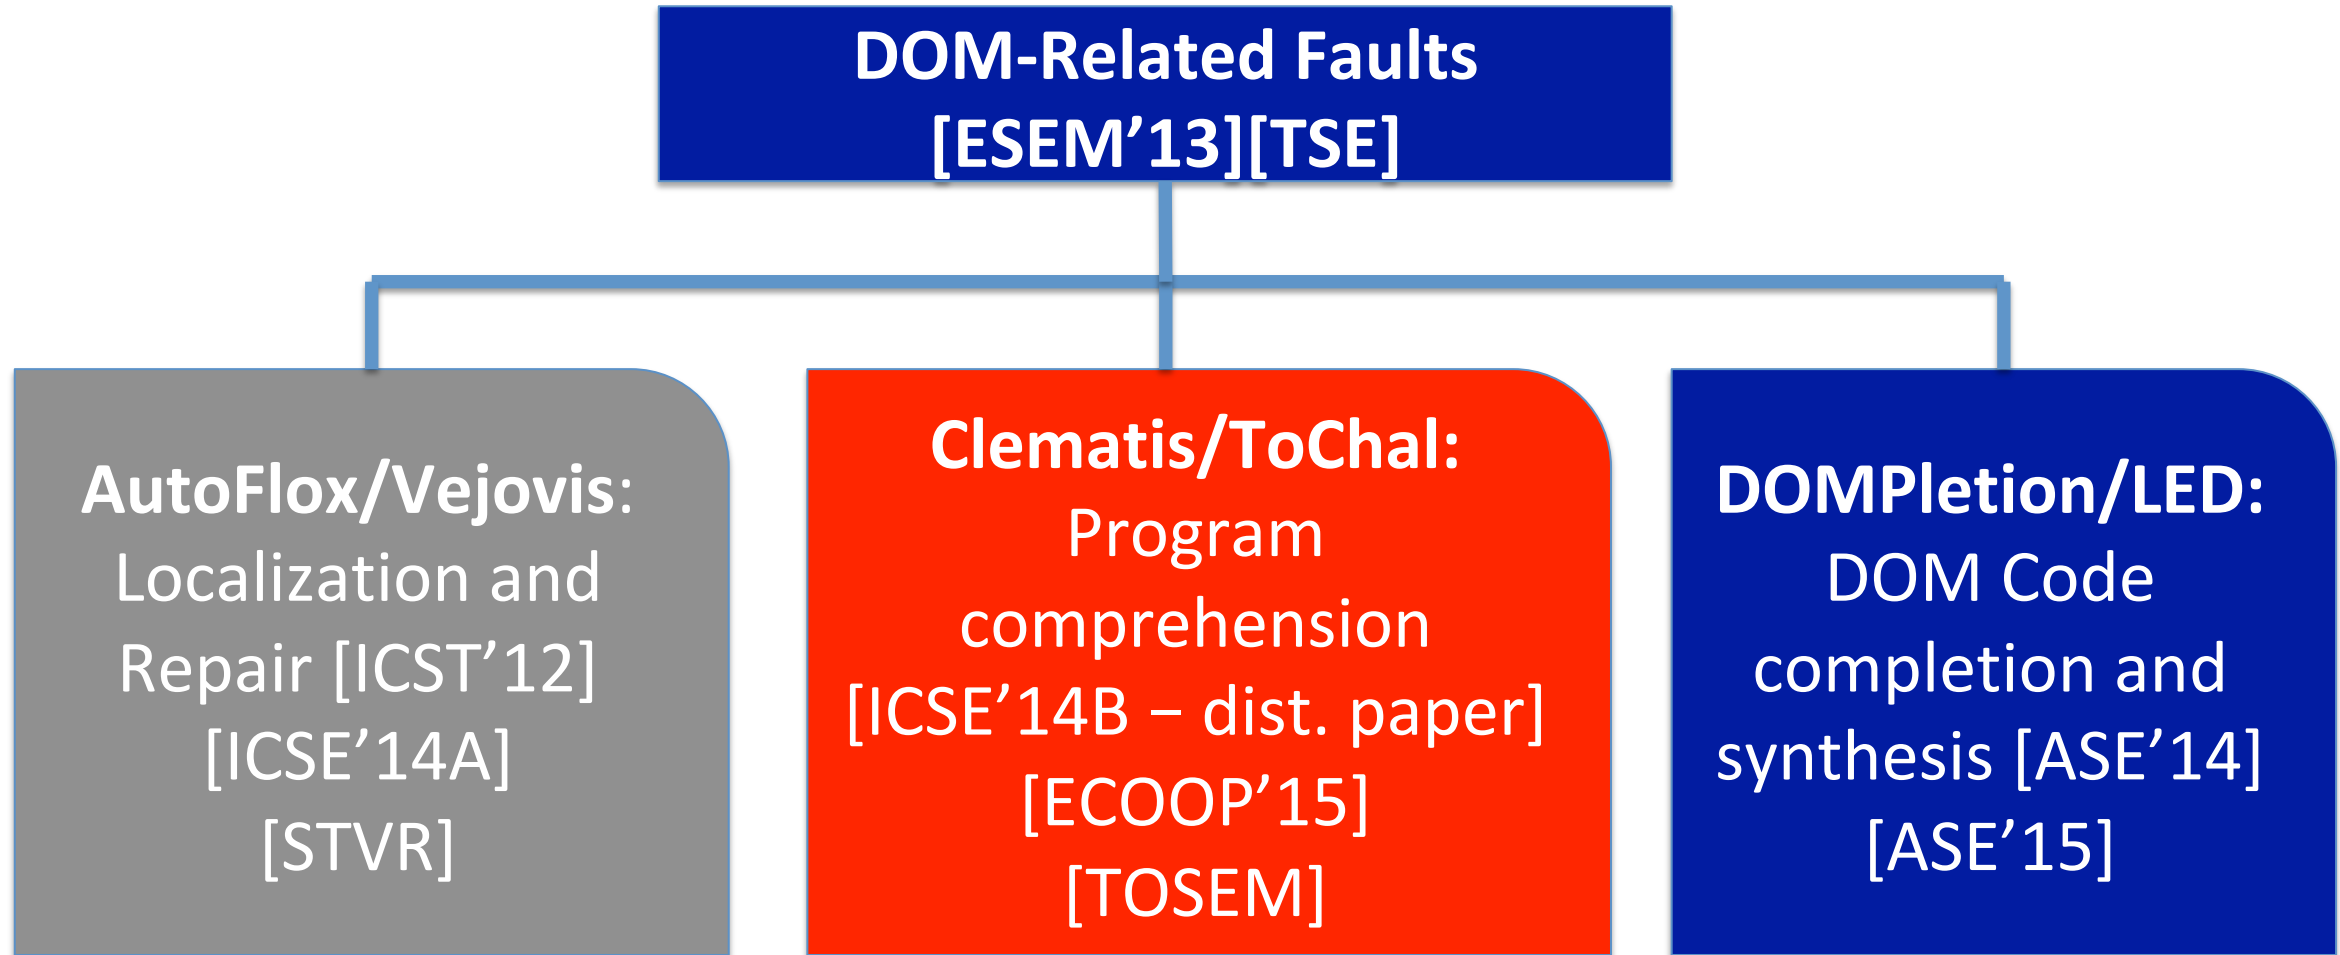 DOM-Related Faults
[ESEM’13][TSE]
AutoFlox/Vejovis:
Localization and
Repair [ICST’12]
[ICSE’14A]
[STVR]
Clematis/ToChal:
Program
comprehension
[ICSE’14B – dist. paper]
[ECOOP’15]
[TOSEM]
DOMPletion/LED:
DOM Code
completion and
synthesis [ASE’14]
[ASE’15]